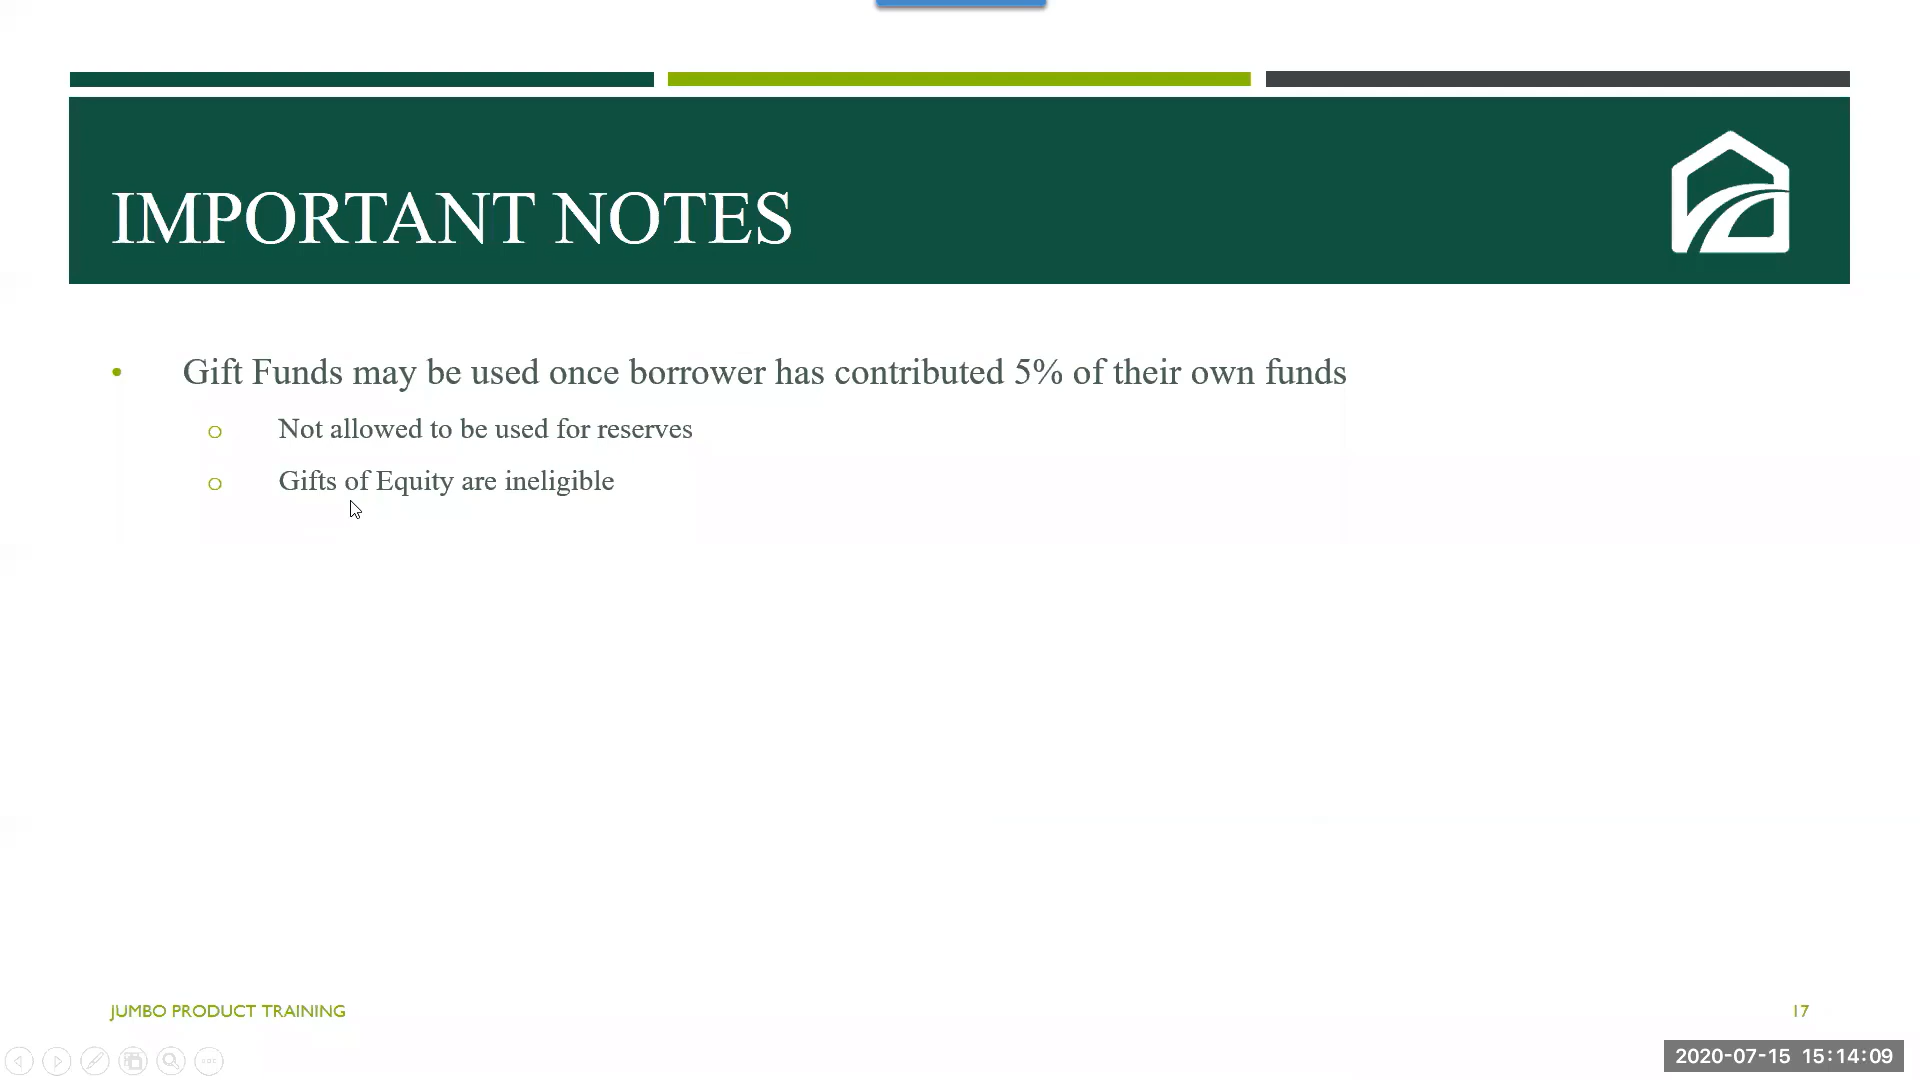 IMPORTANT NOTES
• Gift Funds may be used once borrower has contributed 5% of their own funds
o Not allowed to be used for reserves
o Gifts of Equity are ineligible
JUMBO PRODUCT TRAINING
17
2020-07-15 15:14:09